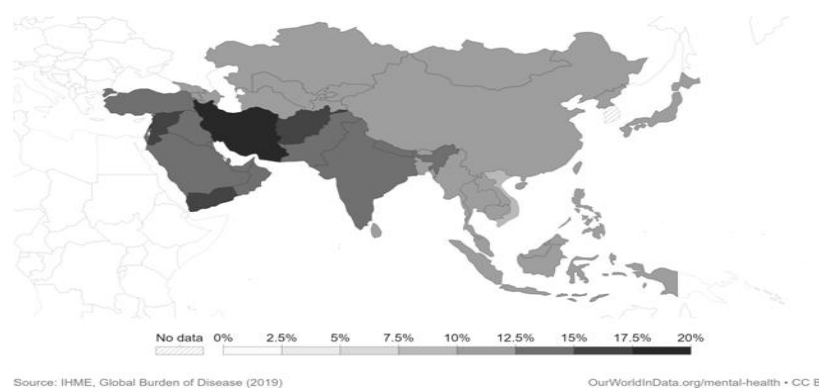 No data 0% 2.5% 5% 7.5% 10% 12.5% 15% 17.5% 20%
Source: IHME, Global Burden of Disease (2019) OurWorldInData.org/mental-health • CC B